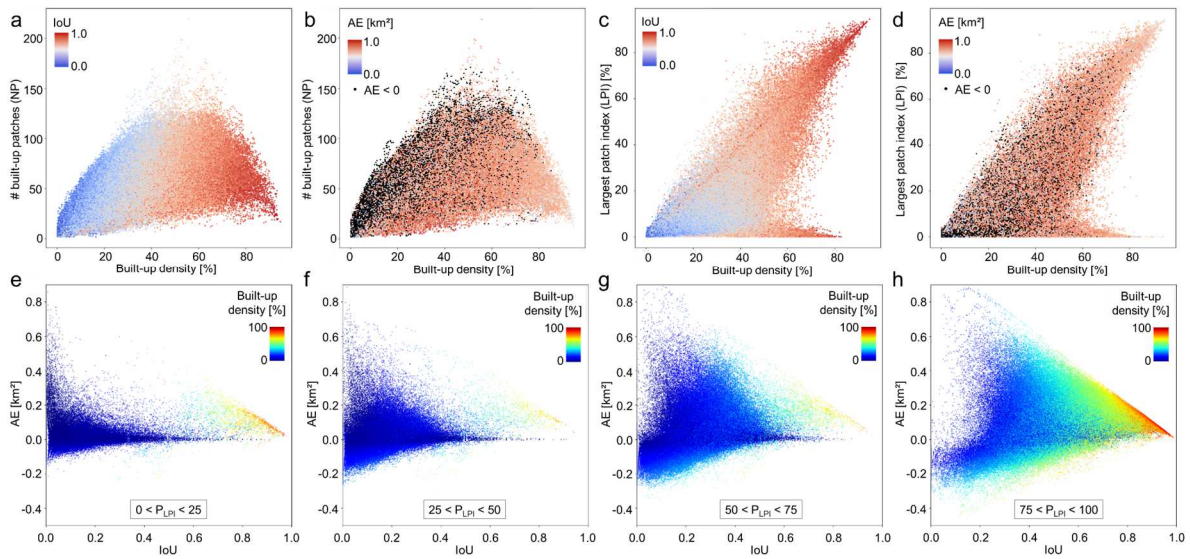 a
IoU
1.0
0.0
200
150
100
50
0
# built-up patches (NP)
0 20 40 60 80
Built-up density [%]
b
AE [km²]
1.0
0.0
AE < 0
200
150
100
50
0
# built-up patches (NP)
0 20 40 60 80
Built-up density [%]
c
IoU
1.0
0.0
80
60
40
20
0
Largest patch index (LPI) [%]
0 20 40 60 80
Built-up density [%]
d
AE [km²]
1.0
0.0
AE < 0
80
60
40
20
0
Largest patch index (LPI) [%]
0 20 40 60 80
Built-up density [%]
e
Built-up
density [%]
100
0
0.8
0.6
0.4
0.2
0.0
-0.2
-0.4
AE [km²]
0 < P_LPI < 25
0.0 0.2 0.4 0.6 0.8 1.0
IoU
f
Built-up
density [%]
100
0
0.8
0.6
0.4
0.2
0.0
-0.2
-0.4
AE [km²]
25 < P_LPI < 50
0.0 0.2 0.4 0.6 0.8 1.0
IoU
g
Built-up
density [%]
100
0
0.8
0.6
0.4
0.2
0.0
-0.2
-0.4
AE [km²]
50 < P_LPI < 75
0.0 0.2 0.4 0.6 0.8 1.0
IoU
h
Built-up
density [%]
100
0
0.8
0.6
0.4
0.2
0.0
-0.2
-0.4
AE [km²]
75 < P_LPI < 100
0.0 0.2 0.4 0.6 0.8 1.0
IoU